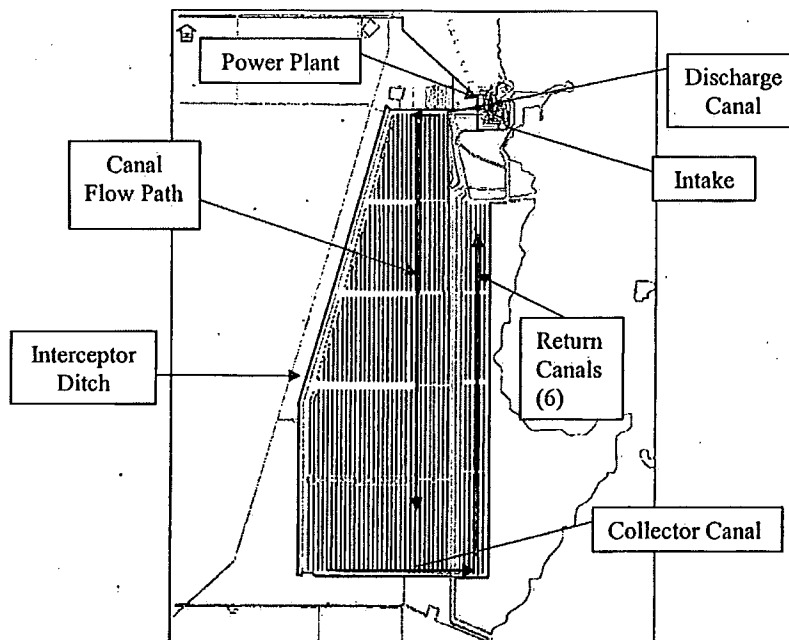 Power Plant
Discharge
Canal
Canal
Flow Path
Intake
Interceptor
Ditch
Return
Canals
(6)
Collector Canal